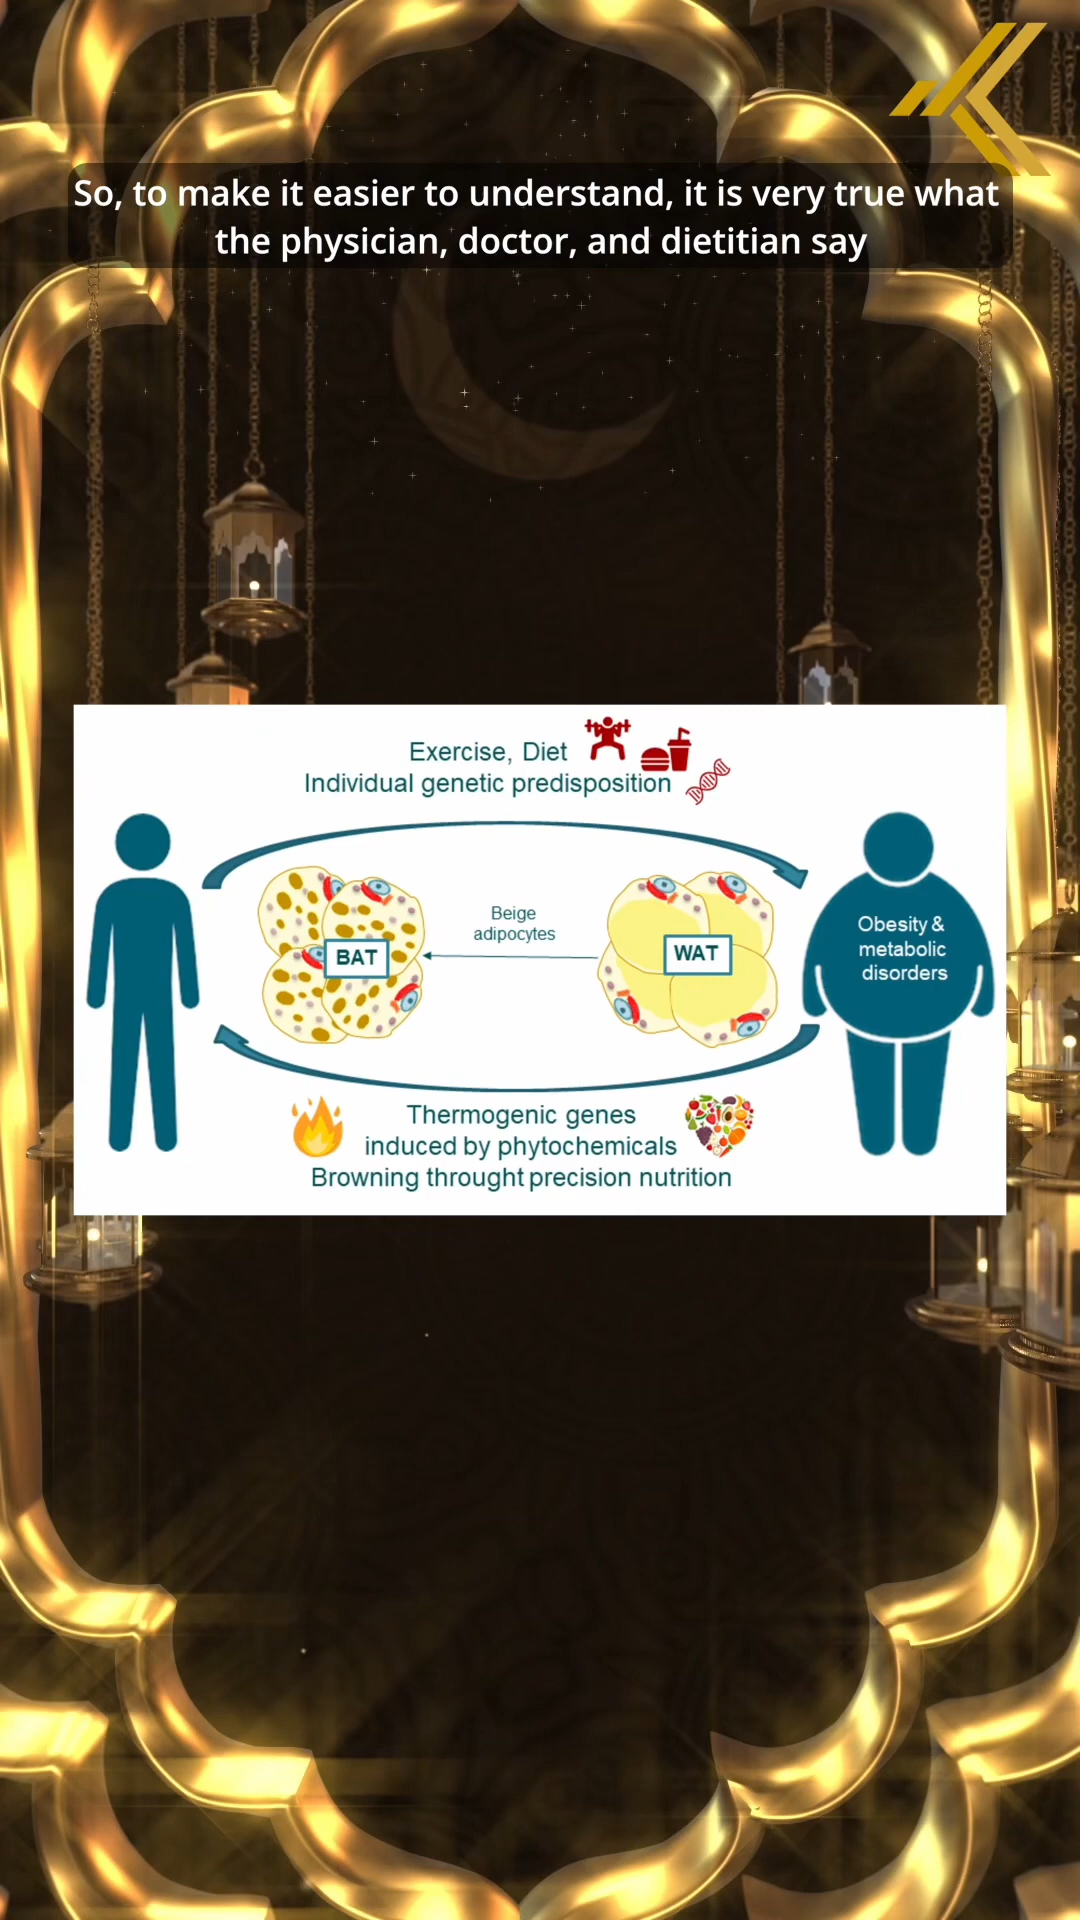 So, to make it easier to understand, it is very true what
the physician, doctor, and dietitian say
Exercise, Diet
Individual genetic predisposition
Beige
adipocytes
BAT
WAT
Obesity &
metabolic
disorders
Thermogenic genes
induced by phytochemicals
Browning throught precision nutrition